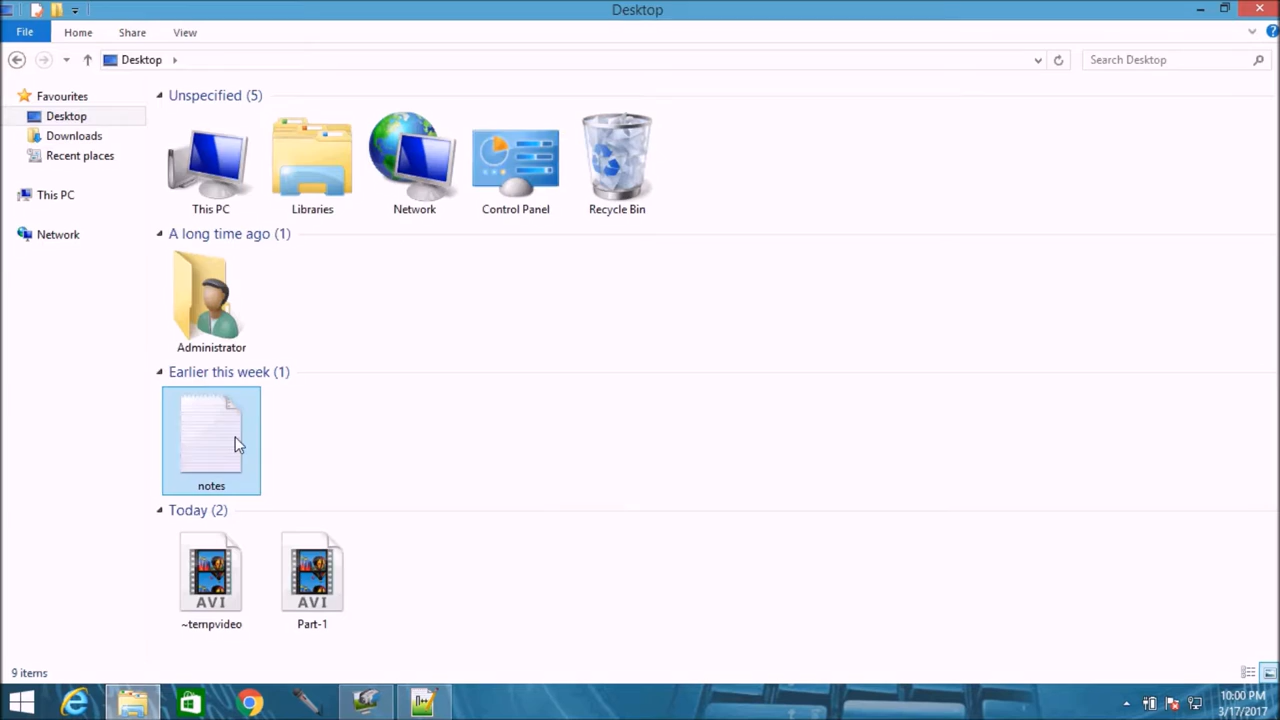 Desktop
File Home Share View
Desktop Search Desktop
Favourites
Desktop
Downloads
Recent places
This PC
Network
Unspecified (5)
This PC Libraries Network Control Panel Recycle Bin
A long time ago (1)
Administrator
Earlier this week (1)
notes
Today (2)
AVI AVI
~tempvideo Part-1
9 items
10:00 PM
3/17/2017